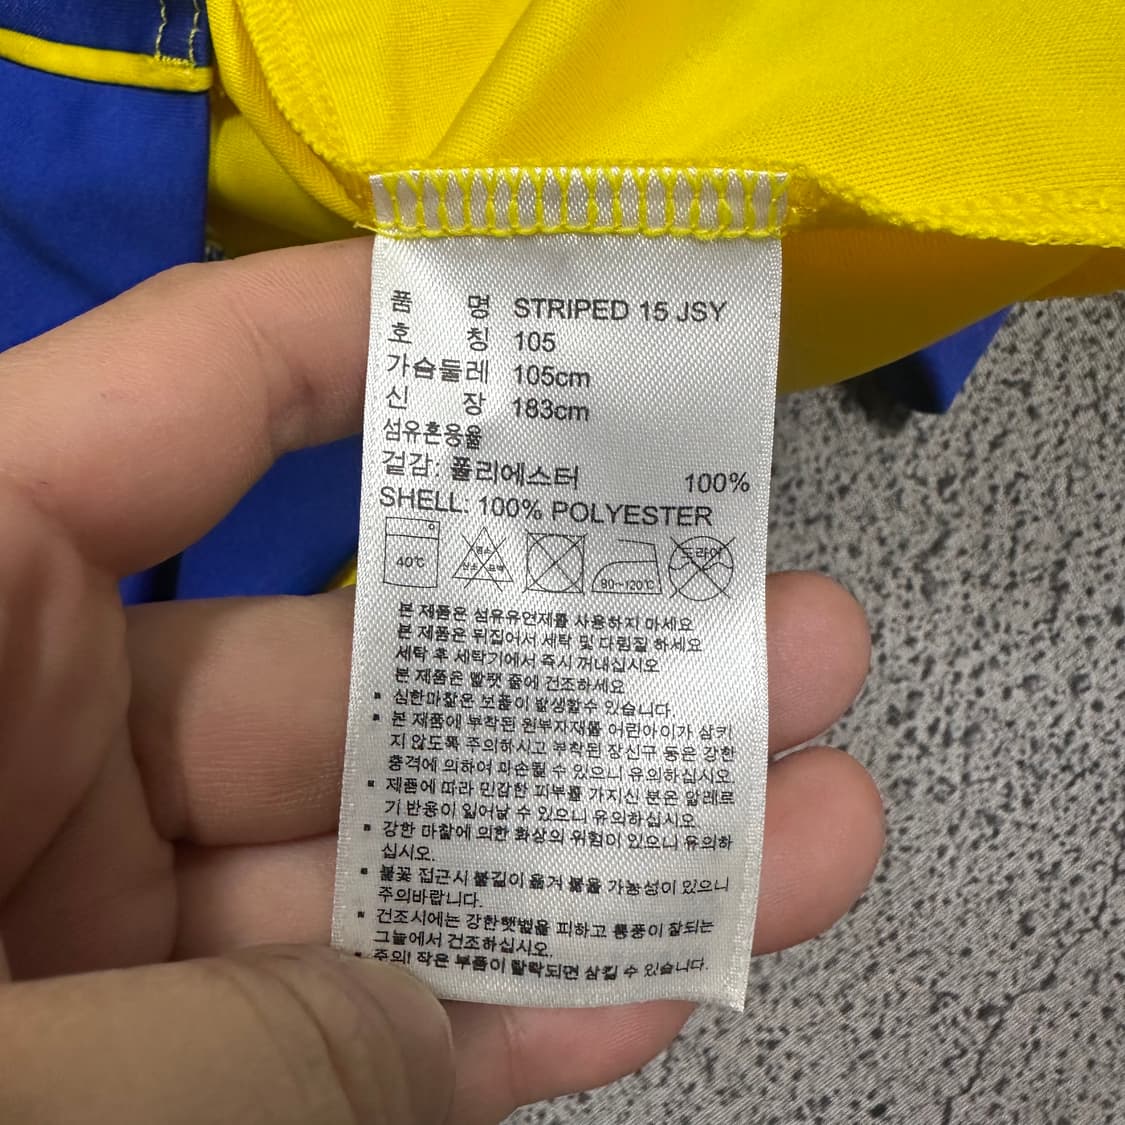 품 명 STRIPED 15 JSY
호 칭 105
가슴둘레 105cm
신 장 183cm
섬유혼용율
겉감: 폴리에스터 100%
SHELL: 100% POLYESTER
40℃ 염소 산소 표백 80~120℃ 드라이
본 제품은 섬유유연제를 사용하지 마세요
본 제품은 뒤집어서 세탁 및 다림질 하세요
세탁 후 세탁기에서 즉시 꺼내십시오
본 제품은 빨랫 줄에 건조하세요
▪ 심한마찰은 보풀이 발생할수 있습니다
▪ 본 제품에 부착된 원부자재를 어린아이가 삼키
지 않도록 주의하시고 부착된 장신구 등은 강한
충격에 의하여 파손될 수 있으니 유의하십시오.
▪ 제품에 따라 민감한 피부를 가지신 분은 알레르
기 반응이 일어날 수 있으니 유의하십시오.
▪ 강한 마찰에 의한 화상의 위험이 있으니 유의하
십시오.
▪ 불꽃 접근시 불길이 옮겨 붙을 가능성이 있으니
주의바랍니다.
▪ 건조시에는 강한햇볕을 피하고 통풍이 잘되는
그늘에서 건조하십시오.
▪ 주의! 작은 부품이 탈락되면 삼킬 수 있습니다.